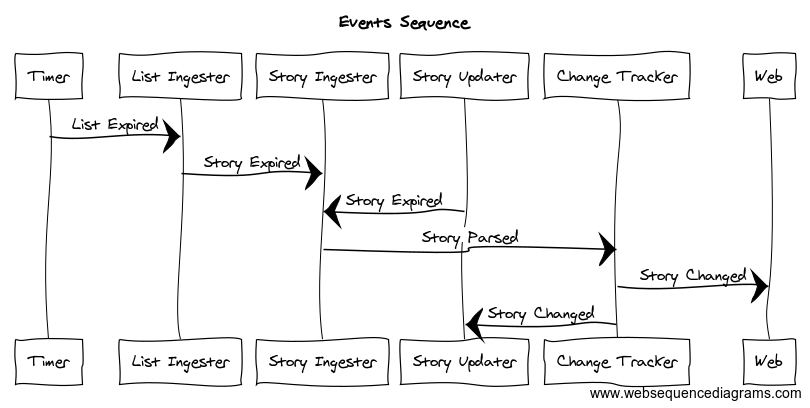 Events Sequence
Timer
List Ingester
Story Ingester
Story Updater
Change Tracker
Web
List Expired
Story Expired
Story Expired
Story Parsed
Story Changed
Story Changed
Timer
List Ingester
Story Ingester
Story Updater
Change Tracker
Web
www.websequencediagrams.com